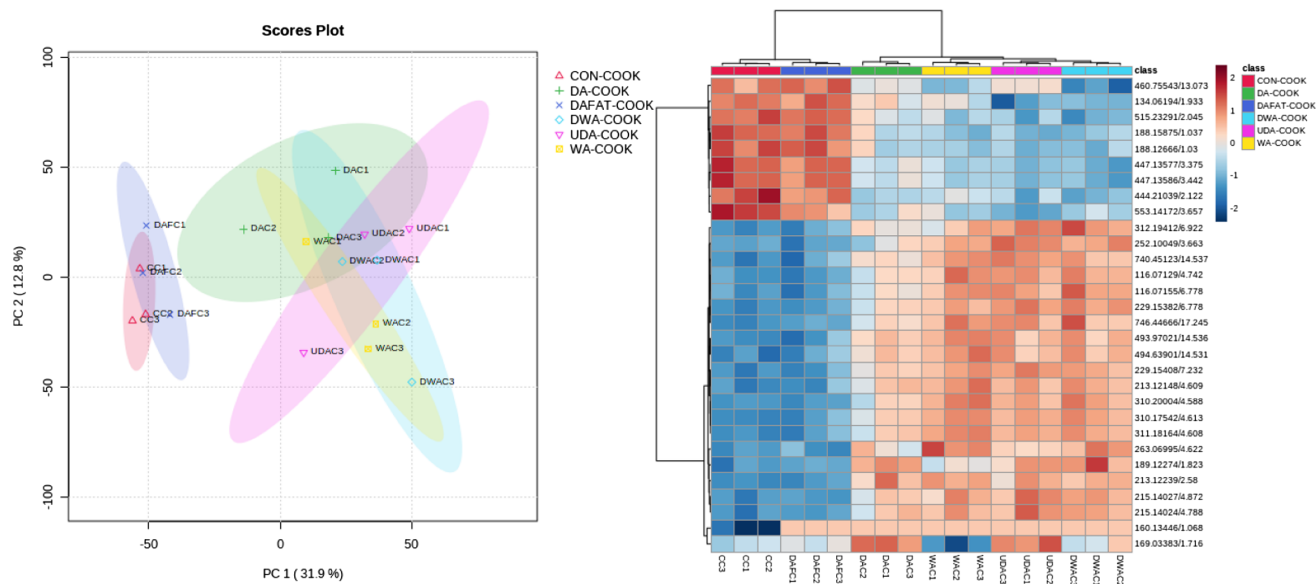 Scores Plot
100
50
0
-50
-100
PC 2 ( 12.8 %)
-50
0
50
PC 1 ( 31.9 %)
DAC1
DAC2
DAC3
DAFC1
DAFC2
DAFC3
CC1
CC2
CC3
WAC1
WAC2
WAC3
UDAC1
UDAC2
UDAC3
DWAC1
DWAC2
DWAC3
CON-COOK
DA-COOK
DAFAT-COOK
DWA-COOK
UDA-COOK
WA-COOK
class
460.75543/13.073
134.06194/1.933
515.23291/2.045
188.15875/1.037
188.12666/1.03
447.13577/3.375
447.13586/3.442
444.21039/2.122
553.14172/3.657
312.19412/6.922
252.10049/3.663
740.45123/14.537
116.07129/4.742
116.07155/6.778
229.15382/6.778
746.44666/17.245
493.97021/14.536
494.63901/14.531
229.15408/7.232
213.12148/4.609
310.20004/4.588
310.17542/4.613
311.18164/4.608
263.06995/4.622
189.12274/1.823
213.12239/2.58
215.14027/4.872
215.14024/4.788
160.13446/1.068
169.03383/1.716
CC3
CC1
CC2
DAFC1
DAFC2
DAFC3
DAC2
DAC1
DAC3
WAC1
WAC2
WAC3
UDAC3
UDAC1
UDAC2
2
1
0
-1
-2
class
CON-COOK
DA-COOK
DAFAT-COOK
DWA-COOK
UDA-COOK
WA-COOK